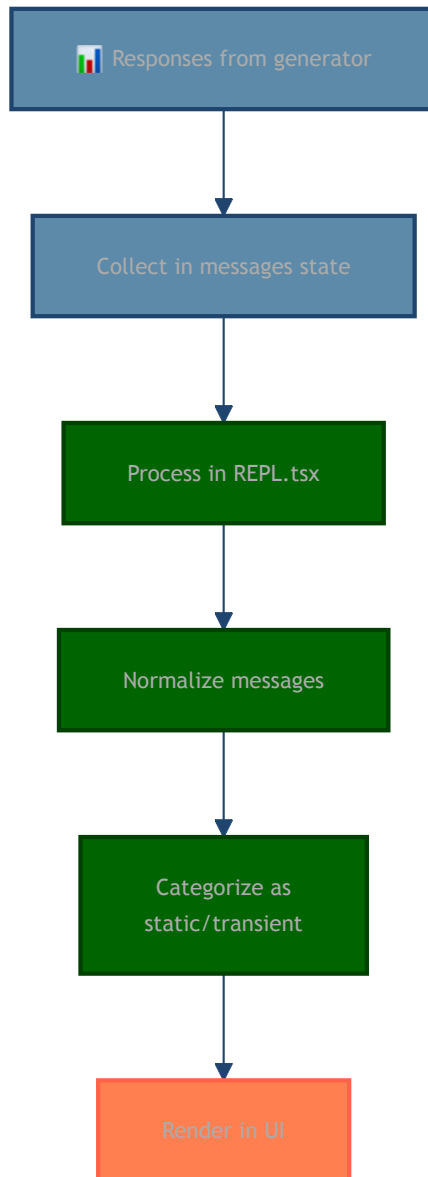 📊 Responses from generator
Collect in messages state
Process in REPL.tsx
Normalize messages
Categorize as
static/transient
Render in UI